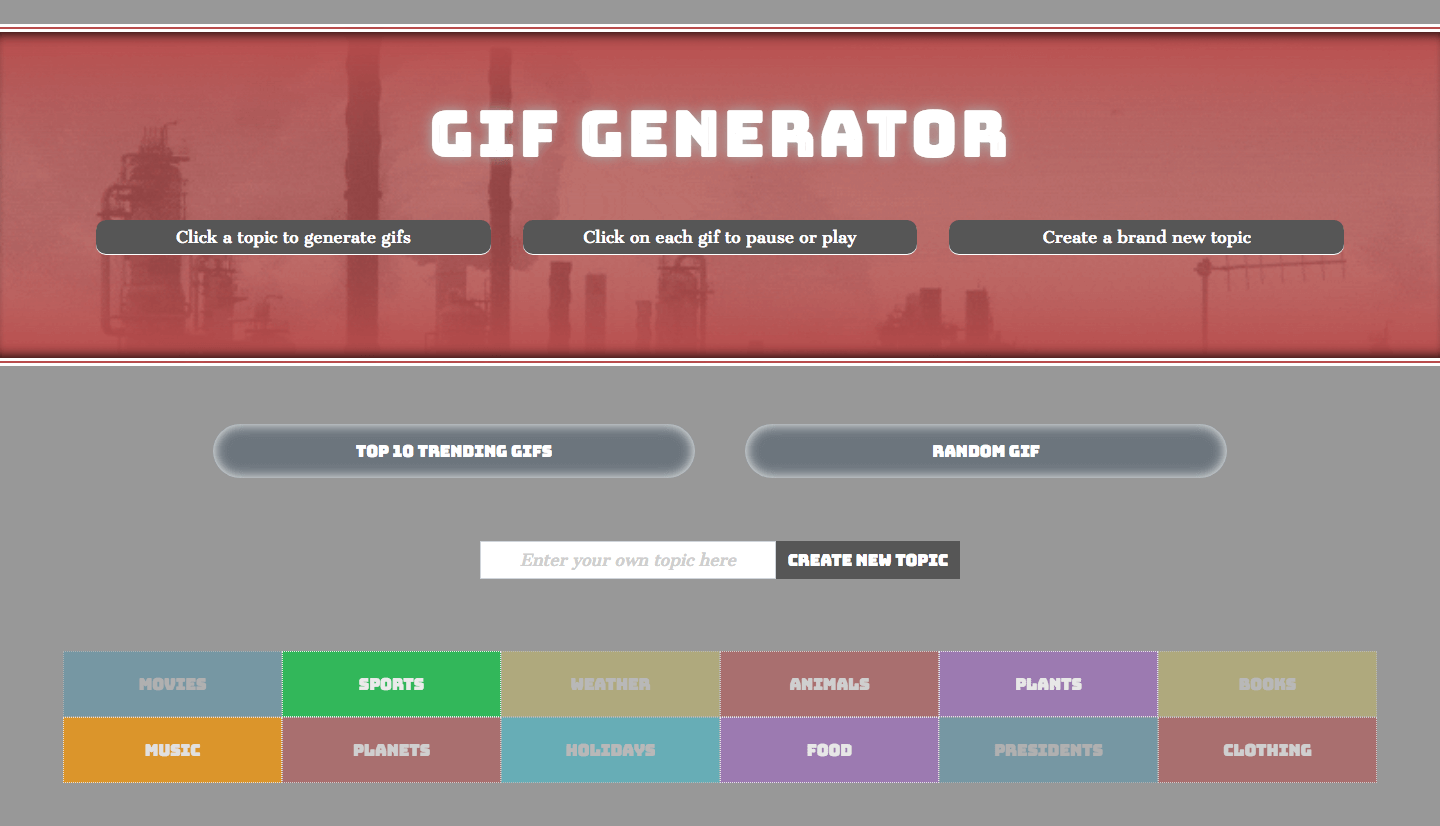 GIF GENERATOR
Click a topic to generate gifs
Click on each gif to pause or play
Create a brand new topic
TOP 10 TRENDING GIFS
RANDOM GIF
Enter your own topic here
CREATE NEW TOPIC
MOVIES
SPORTS
WEATHER
ANIMALS
PLANTS
BOOKS
MUSIC
PLANETS
HOLIDAYS
FOOD
PRESIDENTS
CLOTHING